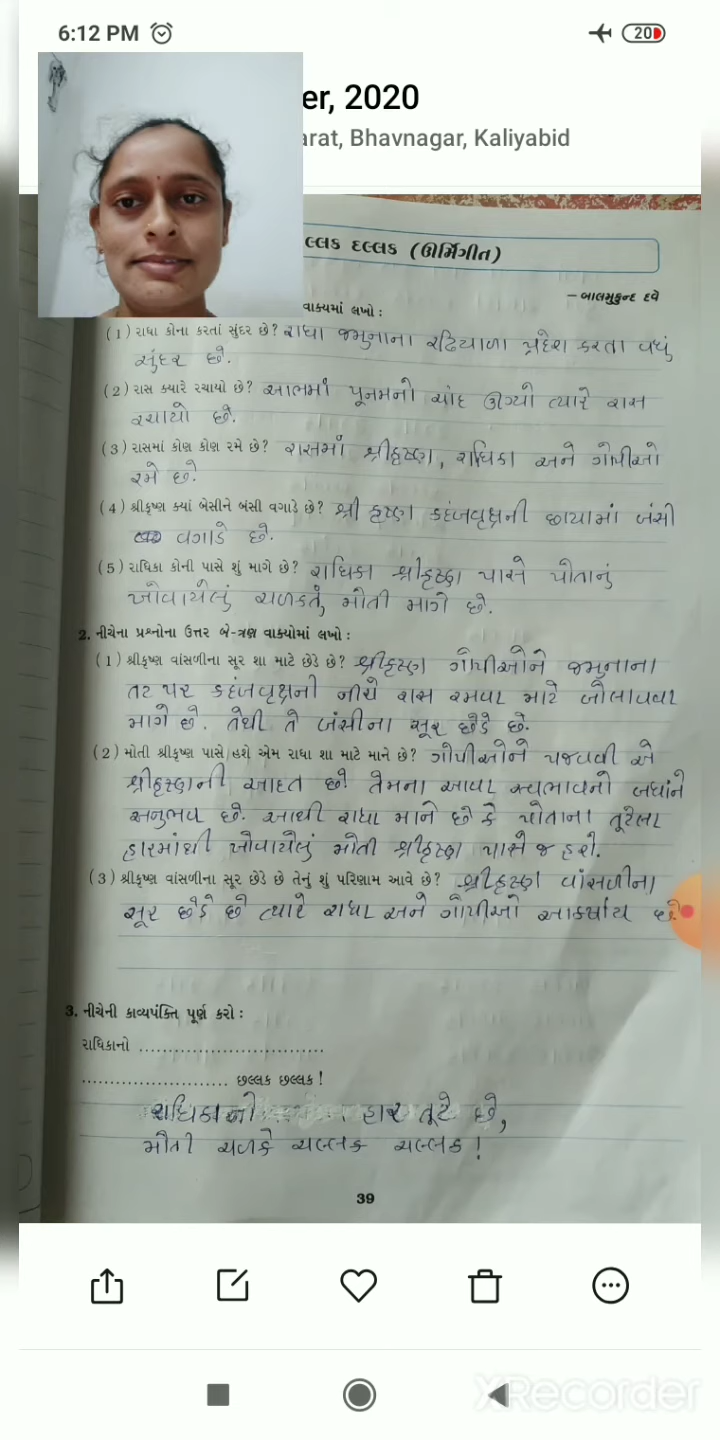 6:12 PM
20
er, 2020
arat, Bhavnagar, Kaliyabid
લ્લક દલ્લક (ઊર્મિગીત)
– બાલમુકુન્દ દવે
વાક્યમાં લખો :
(1) રાધા કોના કરતાં સુંદર છે? રાધા જમુનાના રઢિયાળા પ્રદેશ કરતા વધું
સુંદર છે.
(2) રાસ ક્યારે રચાયો છે? આભમાં પૂનમનો ચાંદ ઊગ્યો ત્યારે રાસ
રચાયો છે.
(3) રાસમાં કોણ કોણ રમે છે? રાસમાં શ્રીકૃષ્ણ, રાધિકા અને ગોપીઓ
રમે છે.
(4) શ્રીકૃષ્ણ ક્યાં બેસીને બંસી વગાડે છે? શ્રી કૃષ્ણ કદંબવૃક્ષની છાયામાં બંસી
વગાડે છે.
(5) રાધિકા કોની પાસે શું માગે છે? રાધિકા શ્રીકૃષ્ણ પાસે પોતાનું
ખોવાયેલું ચળકતું મોતી માગે છે.
2. નીચેના પ્રશ્નોના ઉત્તર બે-ત્રણ વાક્યોમાં લખો :
(1) શ્રીકૃષ્ણ વાંસળીના સૂર શા માટે છેડે છે? શ્રીકૃષ્ણ ગોપીઓને જમુનાના
તટ પર કદંબવૃક્ષની નીચે રાસ રમવા માટે બોલાવવા
માગે છે. તેથી તે બંસીના સૂર છેડે છે.
(2) મોતી શ્રીકૃષ્ણ પાસે હશે એમ રાધા શા માટે માને છે? ગોપીઓને પજવવી એ
શ્રીકૃષ્ણની આદત છે. તેમના આવા સ્વભાવનો બધાંને
અનુભવ છે. આથી રાધા માને છે કે પોતાના તૂટેલા
હારમાંથી ખોવાયેલું મોતી શ્રીકૃષ્ણ પાસે જ હશે.
(3) શ્રીકૃષ્ણ વાંસળીના સૂર છેડે છે તેનું શું પરિણામ આવે છે? શ્રીકૃષ્ણ વાંસળીના
સૂર છેડે છે ત્યારે રાધા અને ગોપીઓ આકર્ષાય છે.
3. નીચેની કાવ્યપંક્તિ પૂર્ણ કરો :
રાધિકાનો ..............................
........................ છલ્લક છલ્લક !
રાધિકાનો હાર તૂટે છે,
મોતી ચળકે ચલ્લક ચલ્લક !
39
XRecorder